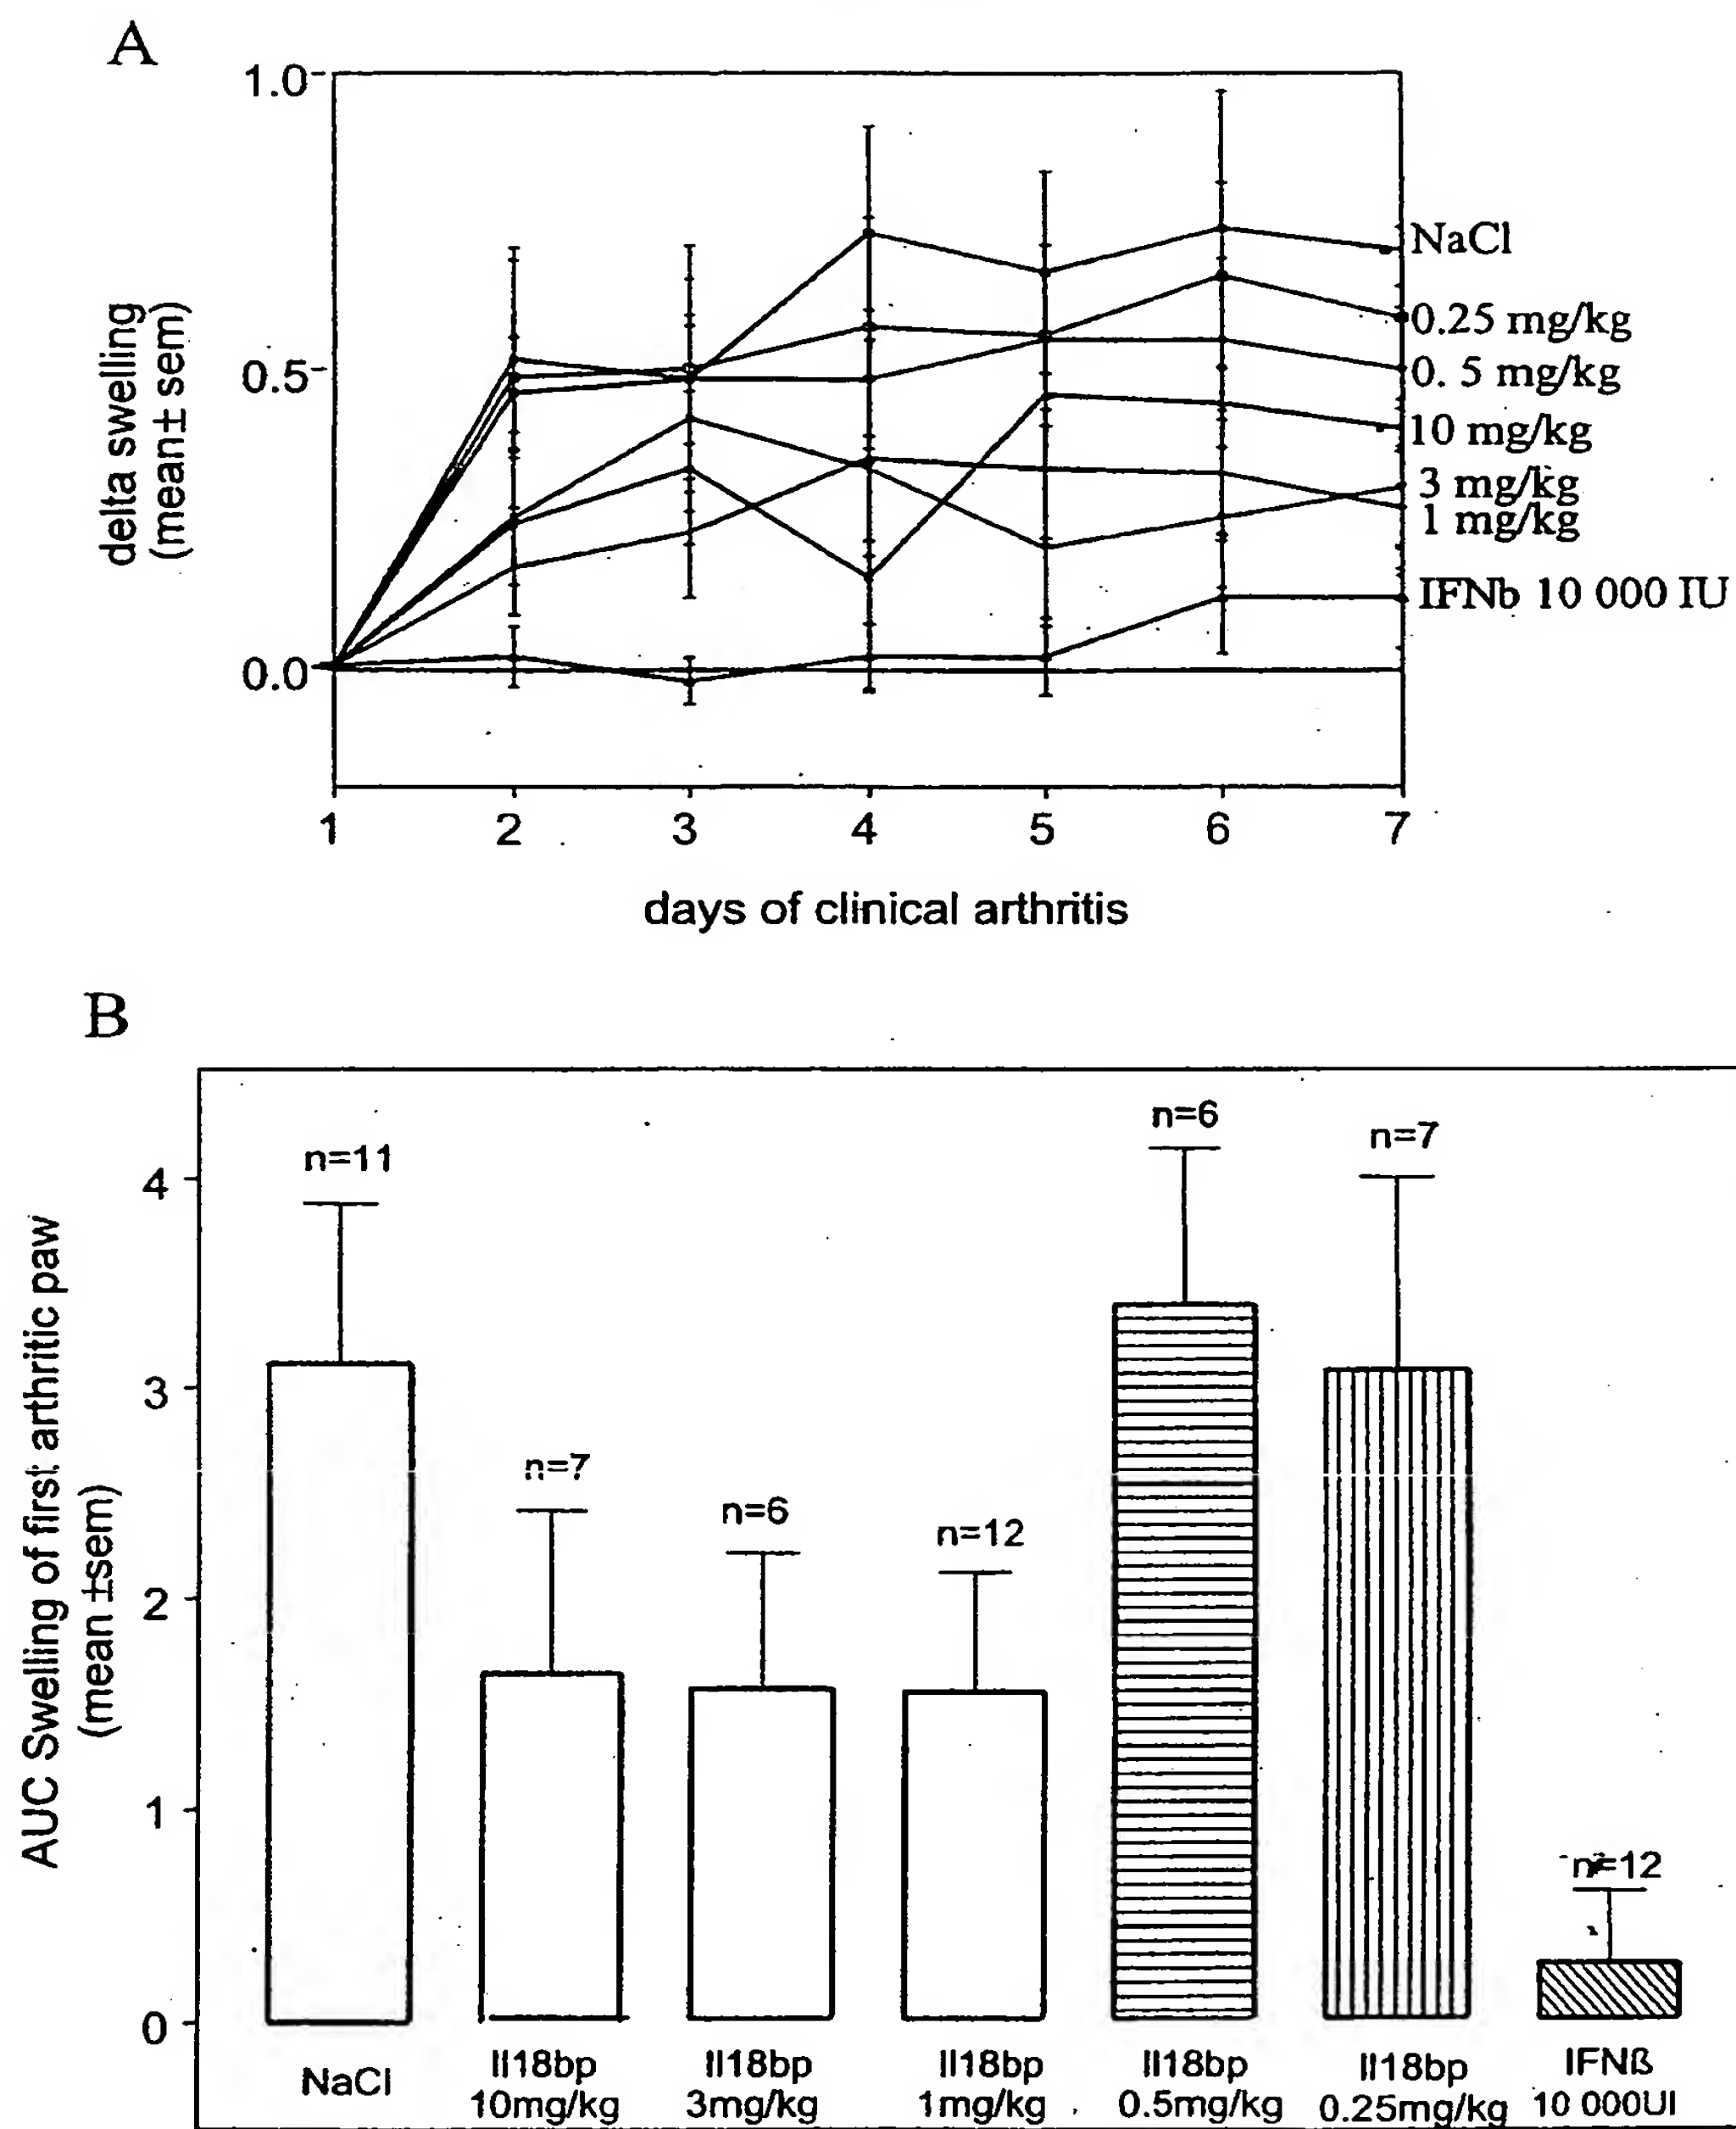 A
1.0
0.5
0.0
delta swelling
(mean± sem)
NaCl
0.25 mg/kg
0. 5 mg/kg
10 mg/kg
3 mg/kg
1 mg/kg
IFNb 10 000 IU
1 2 3 4 5 6 7
days of clinical arthritis
B
AUC Swelling of first arthritic paw
(mean ±sem)
4
3
2
1
0
n=11
n=7
n=6
n=12
n=6
n=7
n=12
NaCl
Il18bp
10mg/kg
Il18bp
3mg/kg
Il18bp
1mg/kg
Il18bp
0.5mg/kg
Il18bp
0.25mg/kg
IFNß
10 000UI